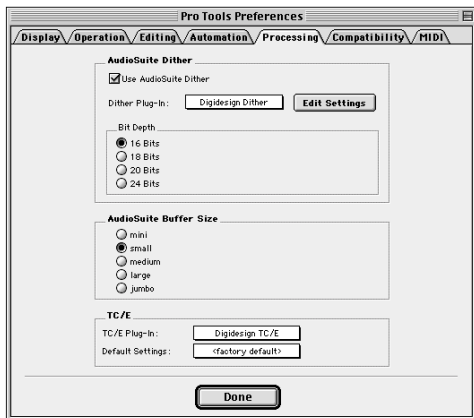 Pro Tools Preferences
Display Operation Editing Automation Processing Compatibility MIDI
AudioSuite Dither
Use AudioSuite Dither
Dither Plug-In: Digidesign Dither Edit Settings
Bit Depth
16 Bits
18 Bits
20 Bits
24 Bits
AudioSuite Buffer Size
mini
small
medium
large
jumbo
TC/E
TC/E Plug-In: Digidesign TC/E
Default Settings: <factory default>
Done